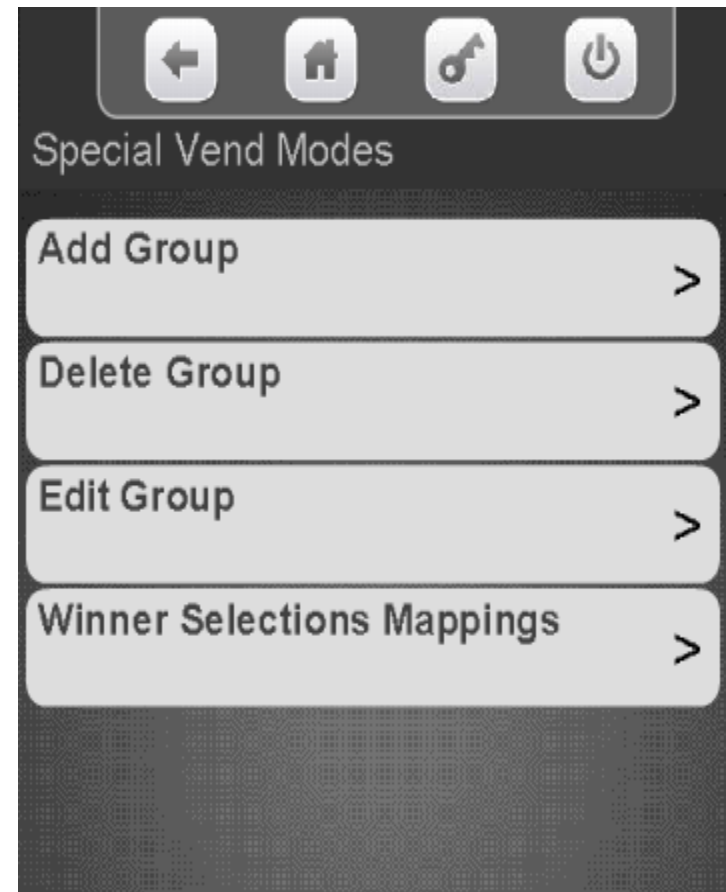 Special Vend Modes
Add Group
>
Delete Group
>
Edit Group
>
Winner Selections Mappings
>